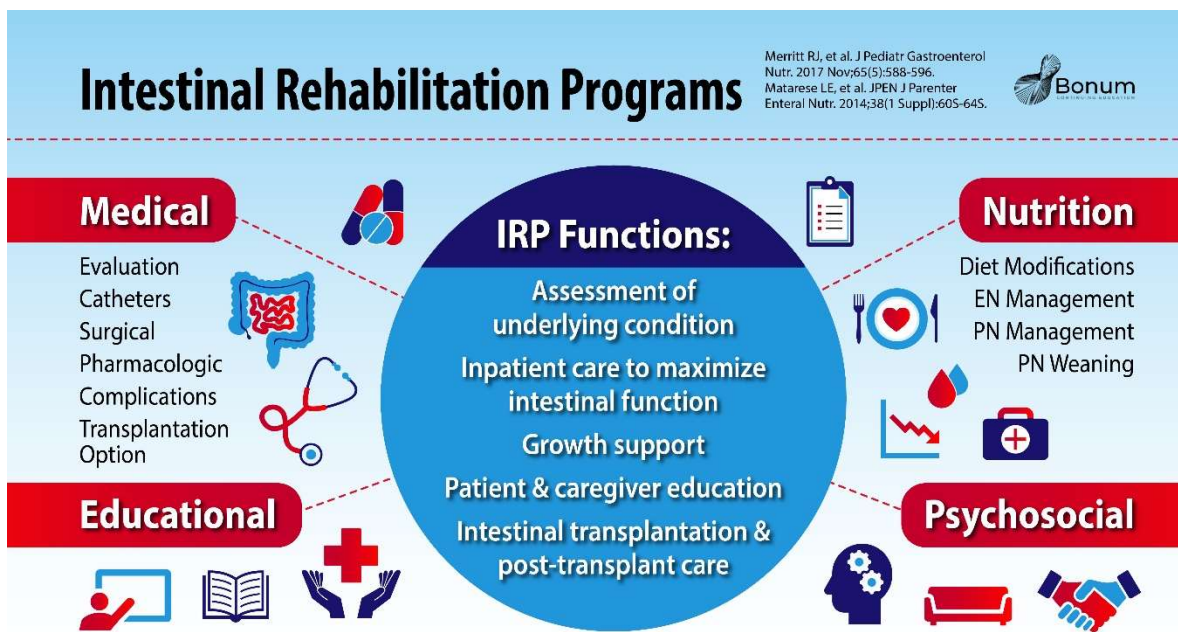 Intestinal Rehabilitation Programs
Merritt RJ, et al. J Pediatr Gastroenterol
Nutr. 2017 Nov;65(5):588-596.
Matarese LE, et al. JPEN J Parenter
Enteral Nutr. 2014;38(1 Suppl):60S-64S.
Bonum
CONTINUING EDUCATION
Medical
Evaluation
Catheters
Surgical
Pharmacologic
Complications
Transplantation
Option
IRP Functions:
Assessment of
underlying condition
Inpatient care to maximize
intestinal function
Growth support
Patient & caregiver education
Intestinal transplantation &
post-transplant care
Nutrition
Diet Modifications
EN Management
PN Management
PN Weaning
Educational
Psychosocial